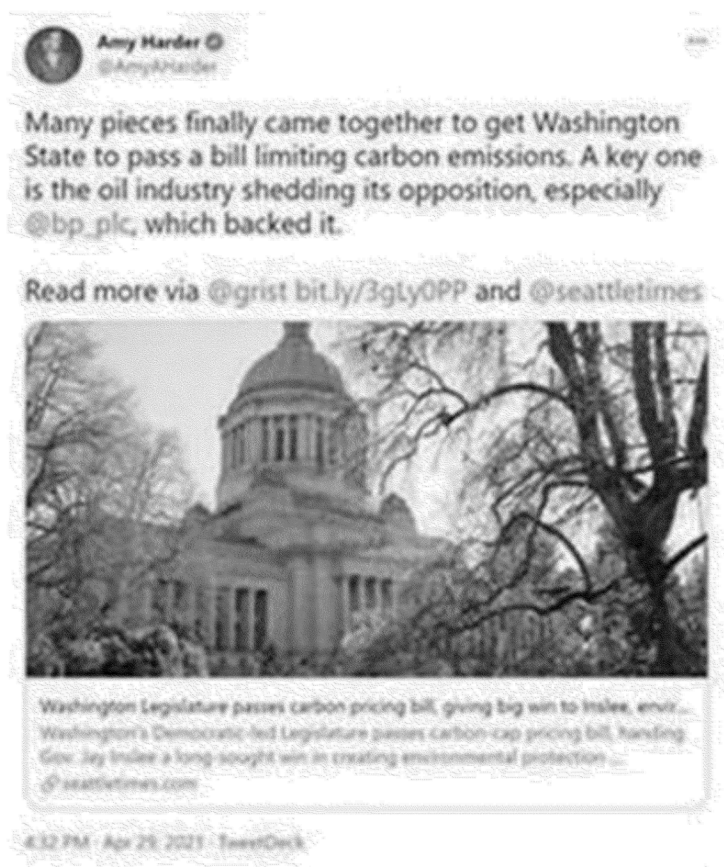 Amy Harder
@AmyAHarder
Many pieces finally came together to get Washington
State to pass a bill limiting carbon emissions. A key one
is the oil industry shedding its opposition, especially
@bp_plc, which backed it.
Read more via @grist bit.ly/3gLy0PP and @seattletimes
Washington Legislature passes carbon pricing bill, giving big win to Inslee, envir...
Washington's Democratic-led Legislature passes carbon-cap pricing bill, handing
Gov. Jay Inslee a long-sought win in creating environmental protection ...
seattletimes.com
4:32 PM · Apr 29, 2021 · TweetDeck